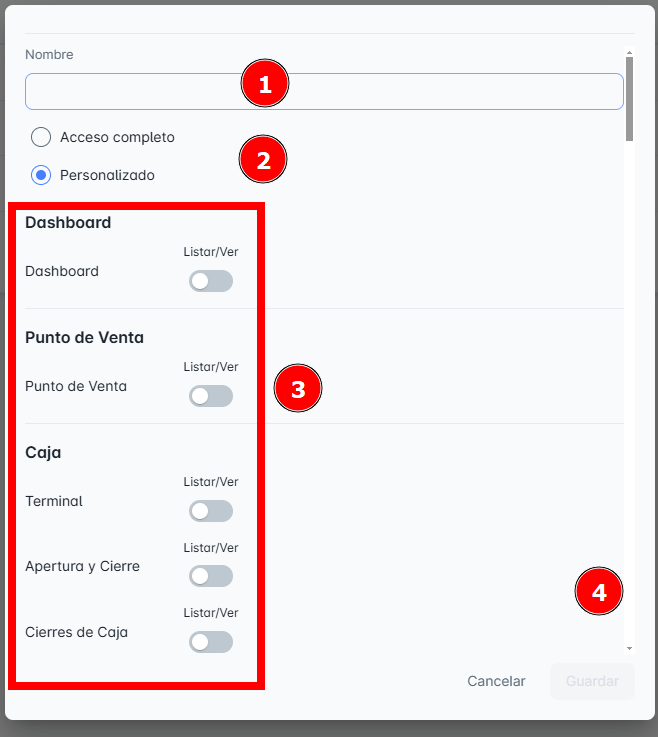 Nombre
1
Acceso completo
2
Personalizado
Dashboard
Listar/Ver
Dashboard
Punto de Venta
Listar/Ver
Punto de Venta
3
Caja
Listar/Ver
Terminal
Listar/Ver
Apertura y Cierre
4
Listar/Ver
Cierres de Caja
Cancelar Guardar